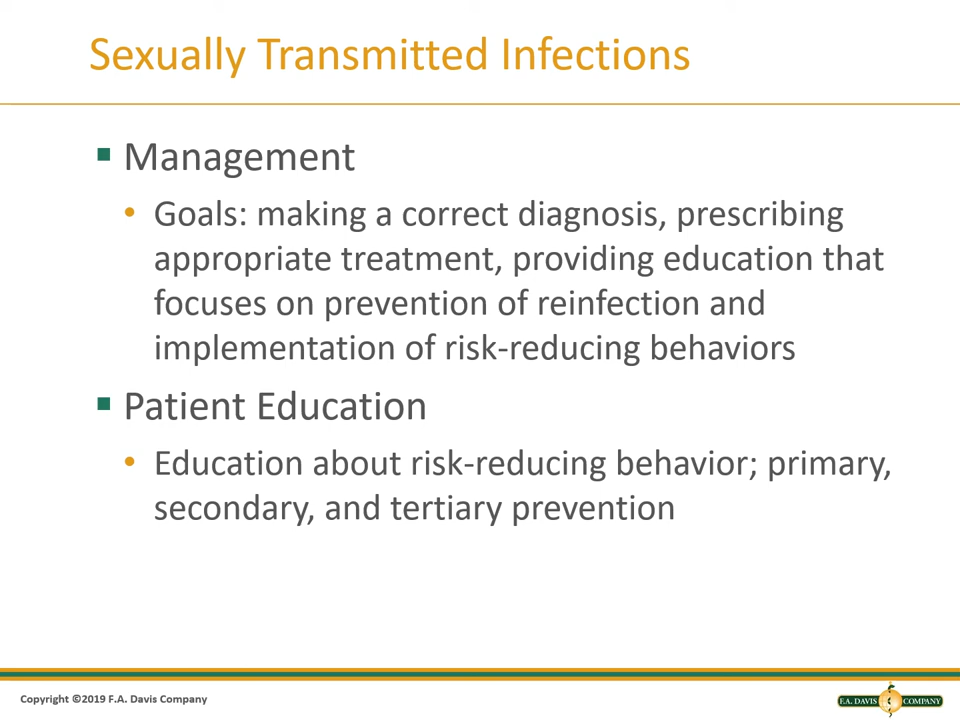 Sexually Transmitted Infections
Management
Goals: making a correct diagnosis, prescribing
appropriate treatment, providing education that
focuses on prevention of reinfection and
implementation of risk-reducing behaviors
Patient Education
Education about risk-reducing behavior; primary,
secondary, and tertiary prevention
Copyright ©2019 F.A. Davis Company
F.A. DAVIS COMPANY